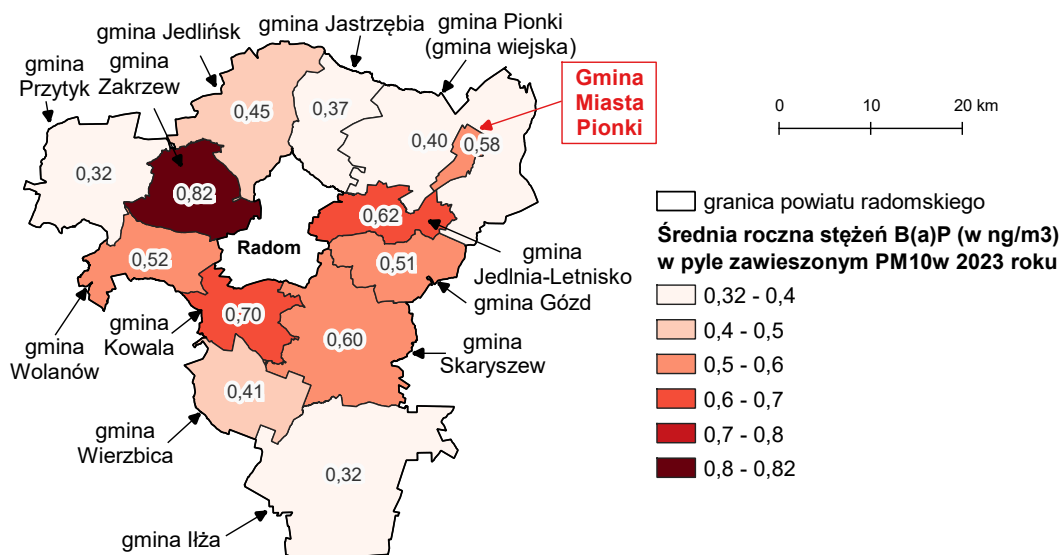 gmina Jedlińsk
gmina Jastrzębia
gmina Pionki
(gmina wiejska)
gmina
Przytyk
gmina
Zakrzew
Gmina
Miasta
Pionki
0 10 20 km
0,45
0,37
0,40
0,58
0,32
0,82
0,62
Radom
0,52
0,51
gmina
Jedlnia-Letnisko
gmina Gózd
0,70
0,60
gmina
Wolanów
gmina
Kowala
gmina
Skaryszew
0,41
gmina
Wierzbica
0,32
gmina Iłża
granica powiatu radomskiego
Średnia roczna stężeń B(a)P (w ng/m3)
w pyle zawieszonym PM10w 2023 roku
0,32 - 0,4
0,4 - 0,5
0,5 - 0,6
0,6 - 0,7
0,7 - 0,8
0,8 - 0,82